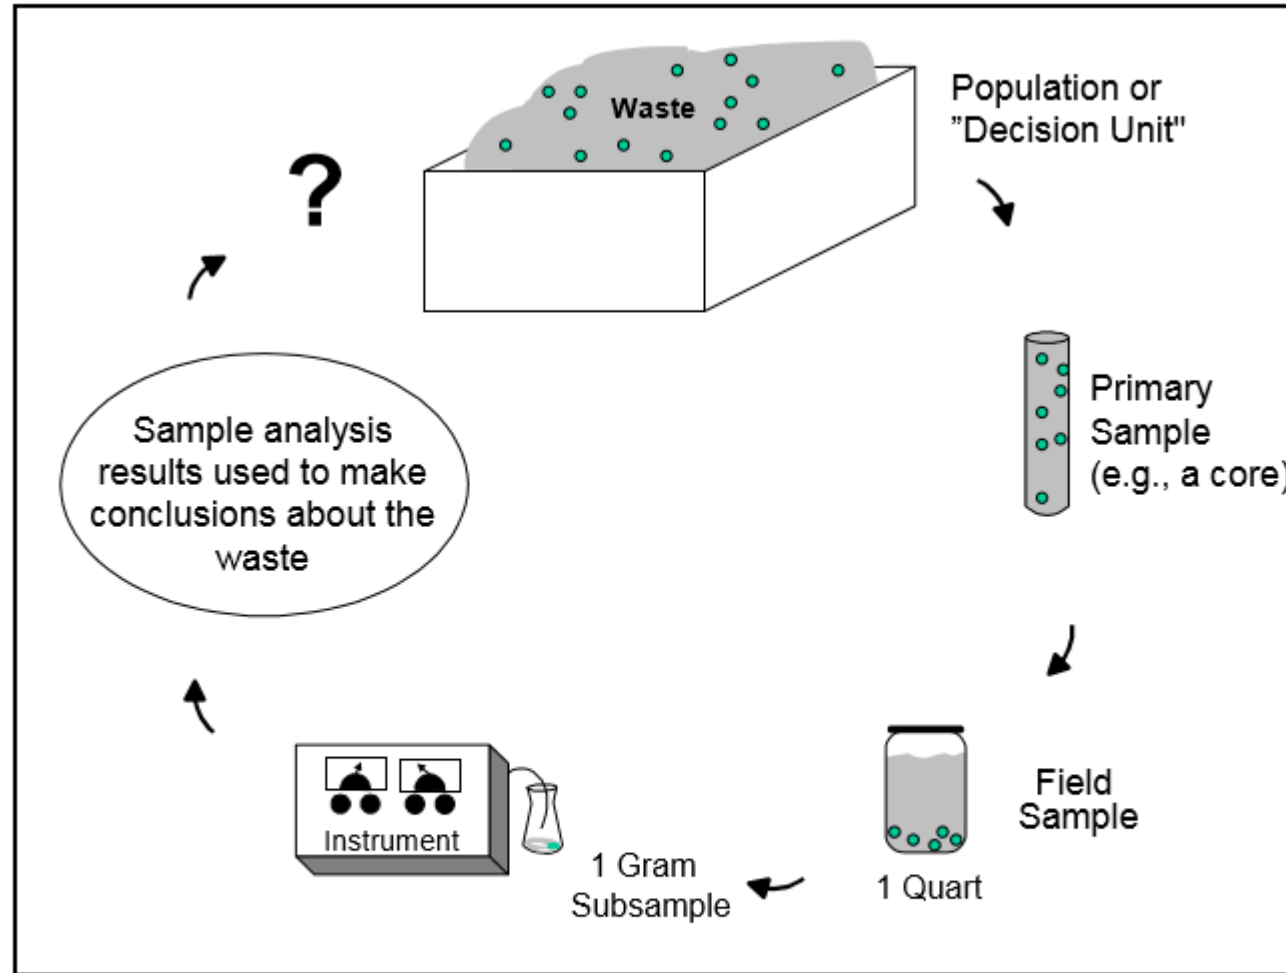 Waste
Population or
”Decision Unit"
?
Primary
Sample
(e.g., a core)
Sample analysis
results used to make
conclusions about the
waste
Field
Sample
Instrument
1 Gram
Subsample
1 Quart